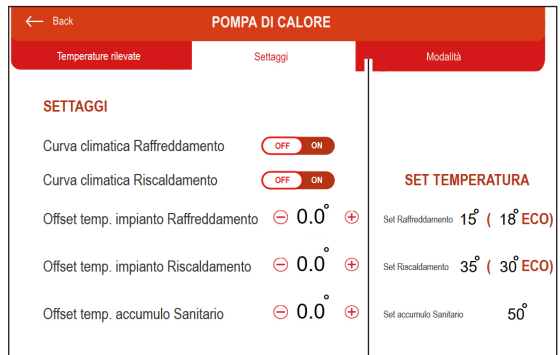 ← Back
POMPA DI CALORE
Temperature rilevate
Settaggi
Modalità
SETTAGGI
Curva climatica Raffreddamento OFF ON
Curva climatica Riscaldamento OFF ON
Offset temp. impianto Raffreddamento ⊖ 0.0° ⊕
Offset temp. impianto Riscaldamento ⊖ 0.0° ⊕
Offset temp. accumulo Sanitario ⊖ 0.0° ⊕
SET TEMPERATURA
Set Raffreddamento 15° ( 18° ECO)
Set Riscaldamento 35° ( 30° ECO)
Set accumulo Sanitario 50°